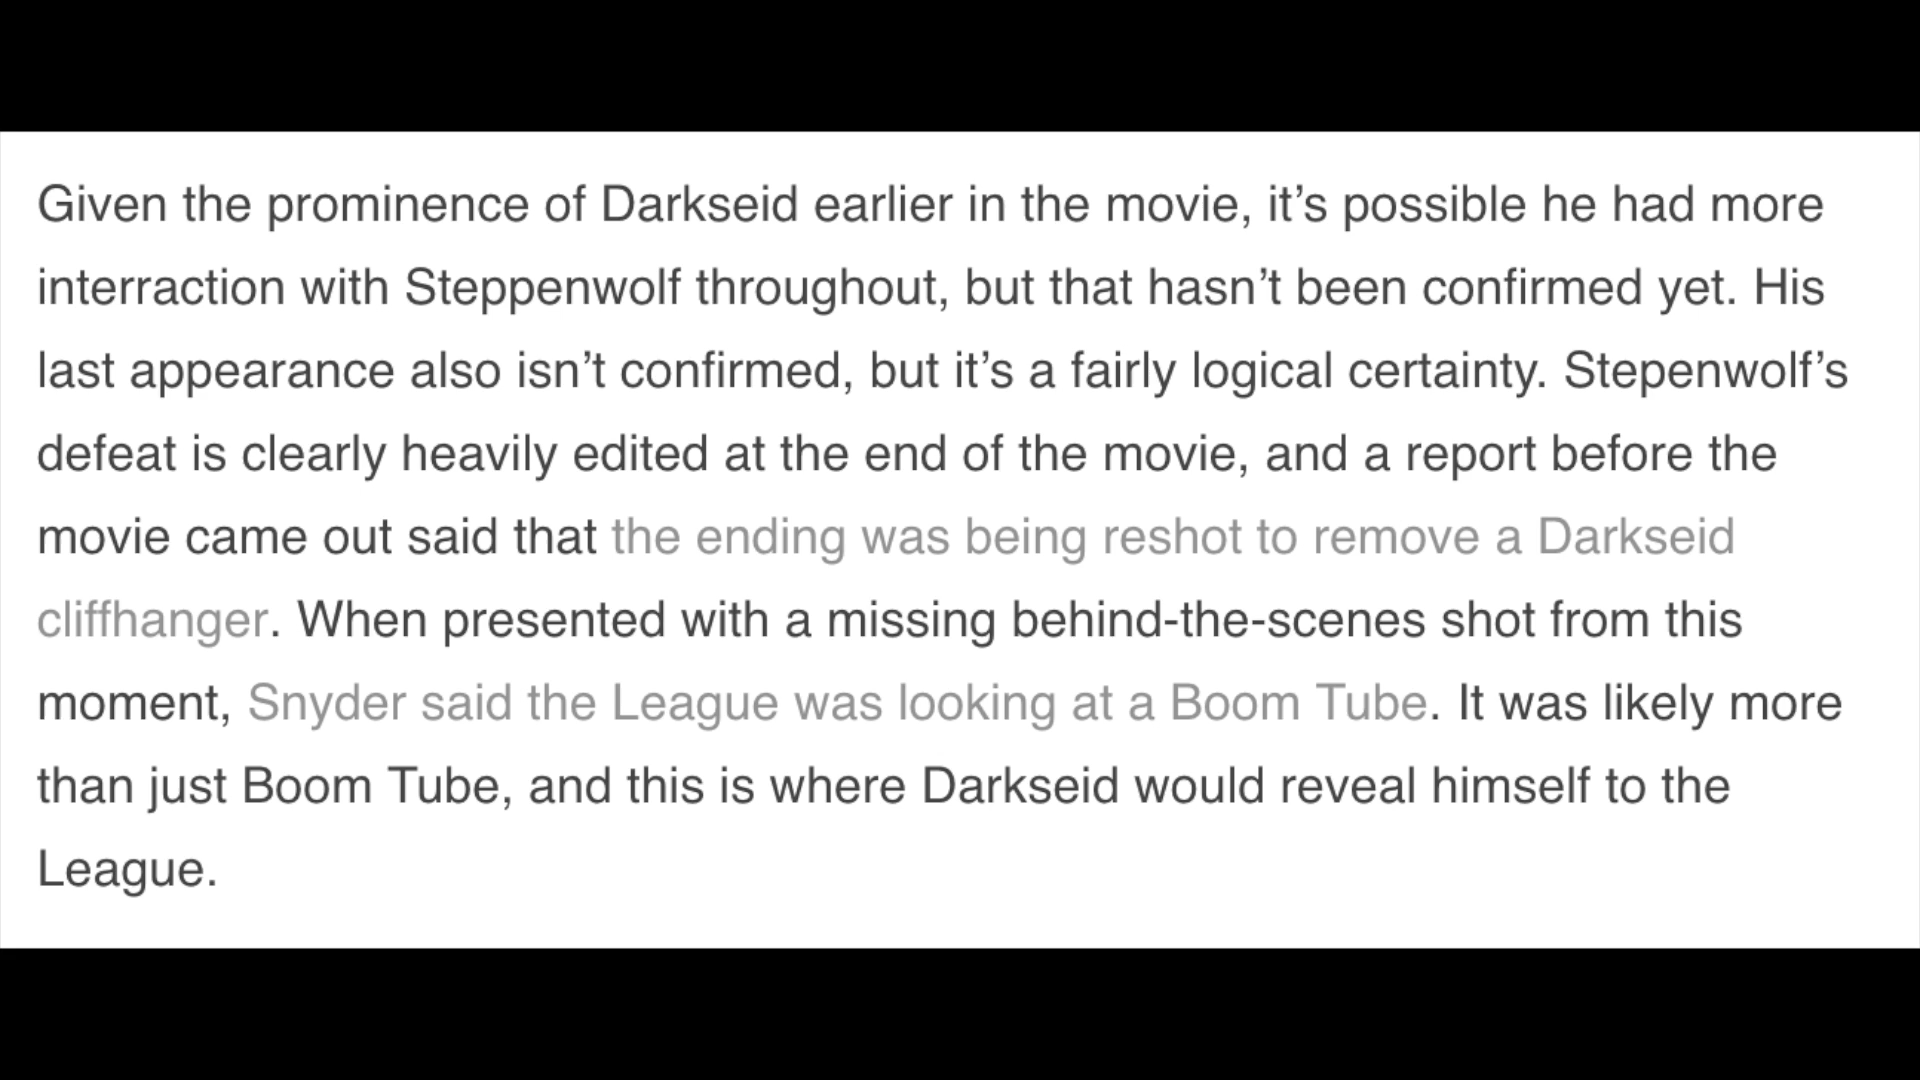 Given the prominence of Darkseid earlier in the movie, it’s possible he had more
interraction with Steppenwolf throughout, but that hasn’t been confirmed yet. His
last appearance also isn’t confirmed, but it’s a fairly logical certainty. Stepenwolf’s
defeat is clearly heavily edited at the end of the movie, and a report before the
movie came out said that the ending was being reshot to remove a Darkseid
cliffhanger. When presented with a missing behind-the-scenes shot from this
moment, Snyder said the League was looking at a Boom Tube. It was likely more
than just Boom Tube, and this is where Darkseid would reveal himself to the
League.